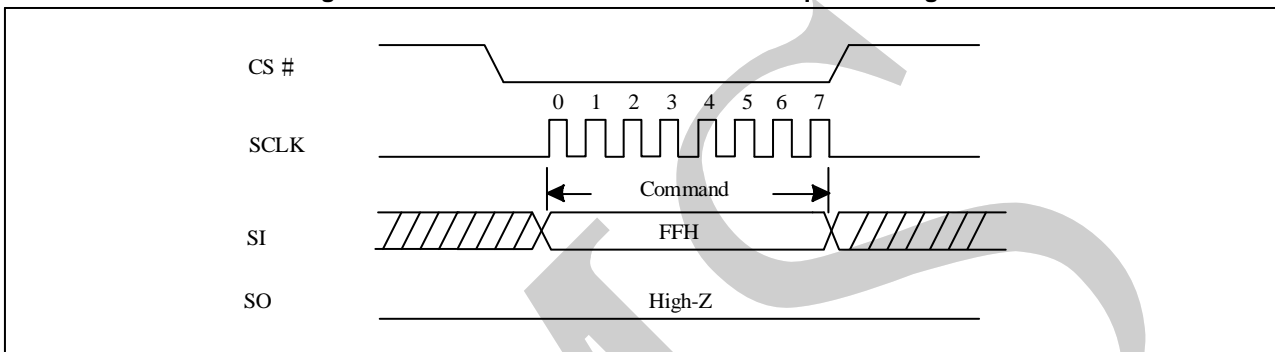 CS #
0 1 2 3 4 5 6 7
SCLK
Command
SI
FFH
SO
High-Z